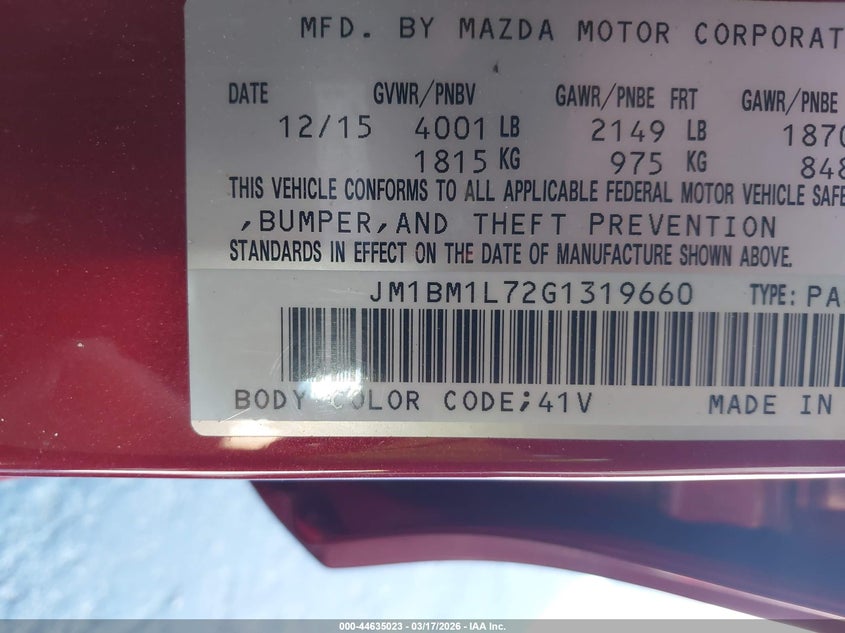 MFD. BY MAZDA MOTOR CORPORAT
DATE GVWR/PNBV GAWR/PNBE FRT GAWR/PNBE
12/15 4001 LB 2149 LB 1870
1815 KG 975 KG 848
THIS VEHICLE CONFORMS TO ALL APPLICABLE FEDERAL MOTOR VEHICLE SAFE
,BUMPER,AND THEFT PREVENTION
STANDARDS IN EFFECT ON THE DATE OF MANUFACTURE SHOWN ABOVE.
JM1BM1L72G1319660 TYPE: PA
BODY COLOR CODE;41V MADE IN
000-44635023 - 03/17/2026 - IAA Inc.